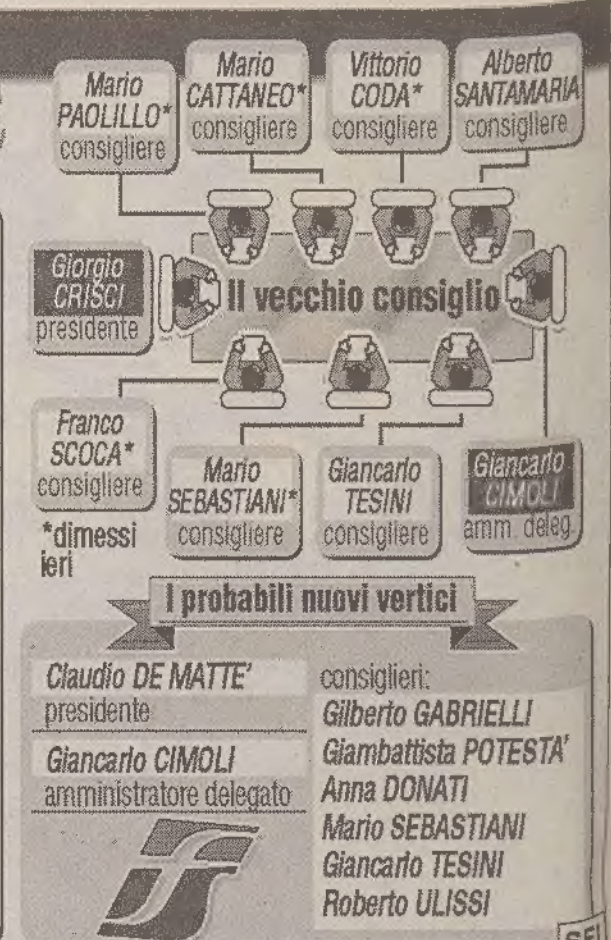 Mario
PAOLILLO*
consigliere
Mario
CATTANEO*
consigliere
Vittorio
CODA*
consigliere
Alberto
SANTAMARIA
consigliere
Giorgio
CRISCI
presidente
Il vecchio consiglio
Franco
SCOCA*
consigliere
Mario
SEBASTIANI*
consigliere
Giancarlo
TESINI
consigliere
Giancarlo
CIMOLI
amm. deleg.
*dimessi
ieri
I probabili nuovi vertici
Claudio DE MATTE'
presidente
Giancarlo CIMOLI
amministratore delegato
consiglieri:
Gilberto GABRIELLI
Giambattista POTESTA'
Anna DONATI
Mario SEBASTIANI
Giancarlo TESINI
Roberto ULISSI